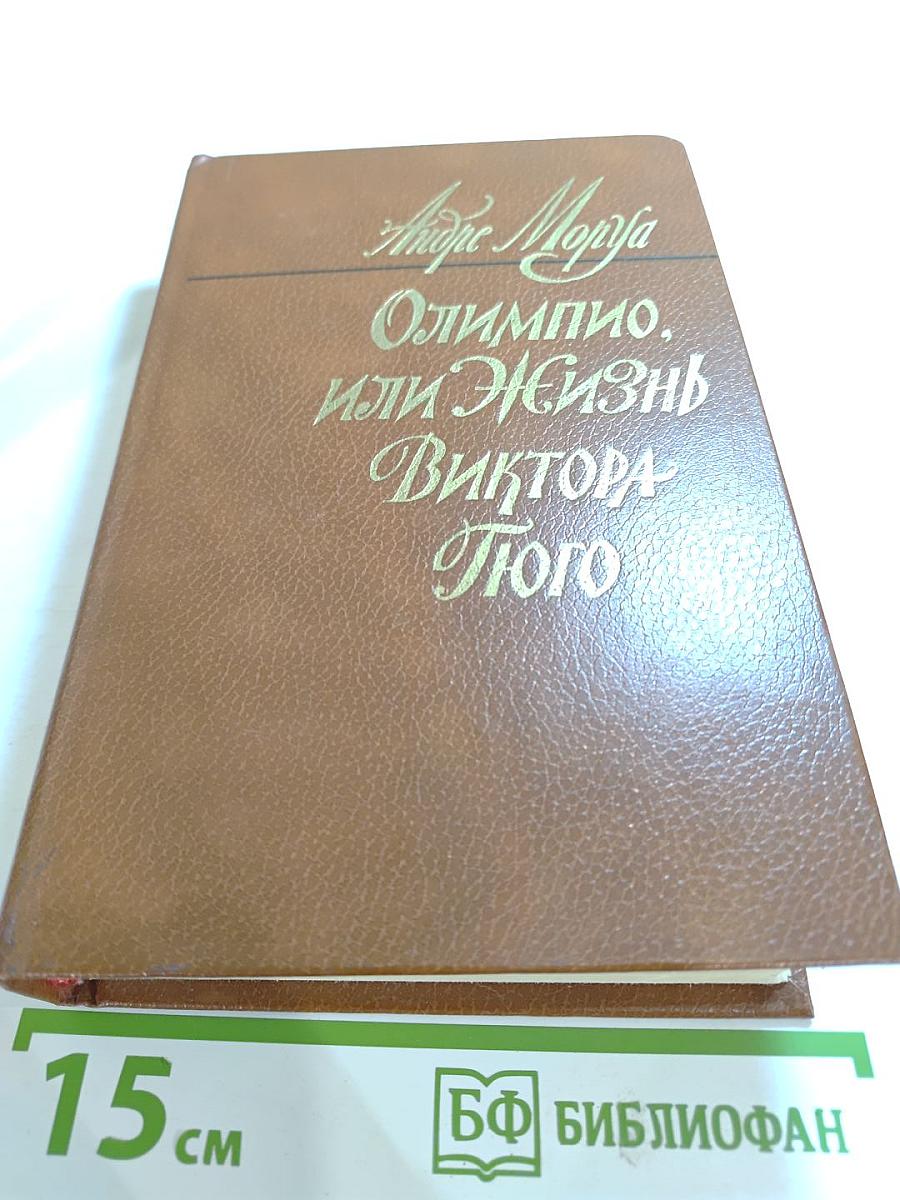 Андре Моруа
Олимпио,
или Жизнь
Виктора
Гюго
15 см
БФ БИБЛИОФАН